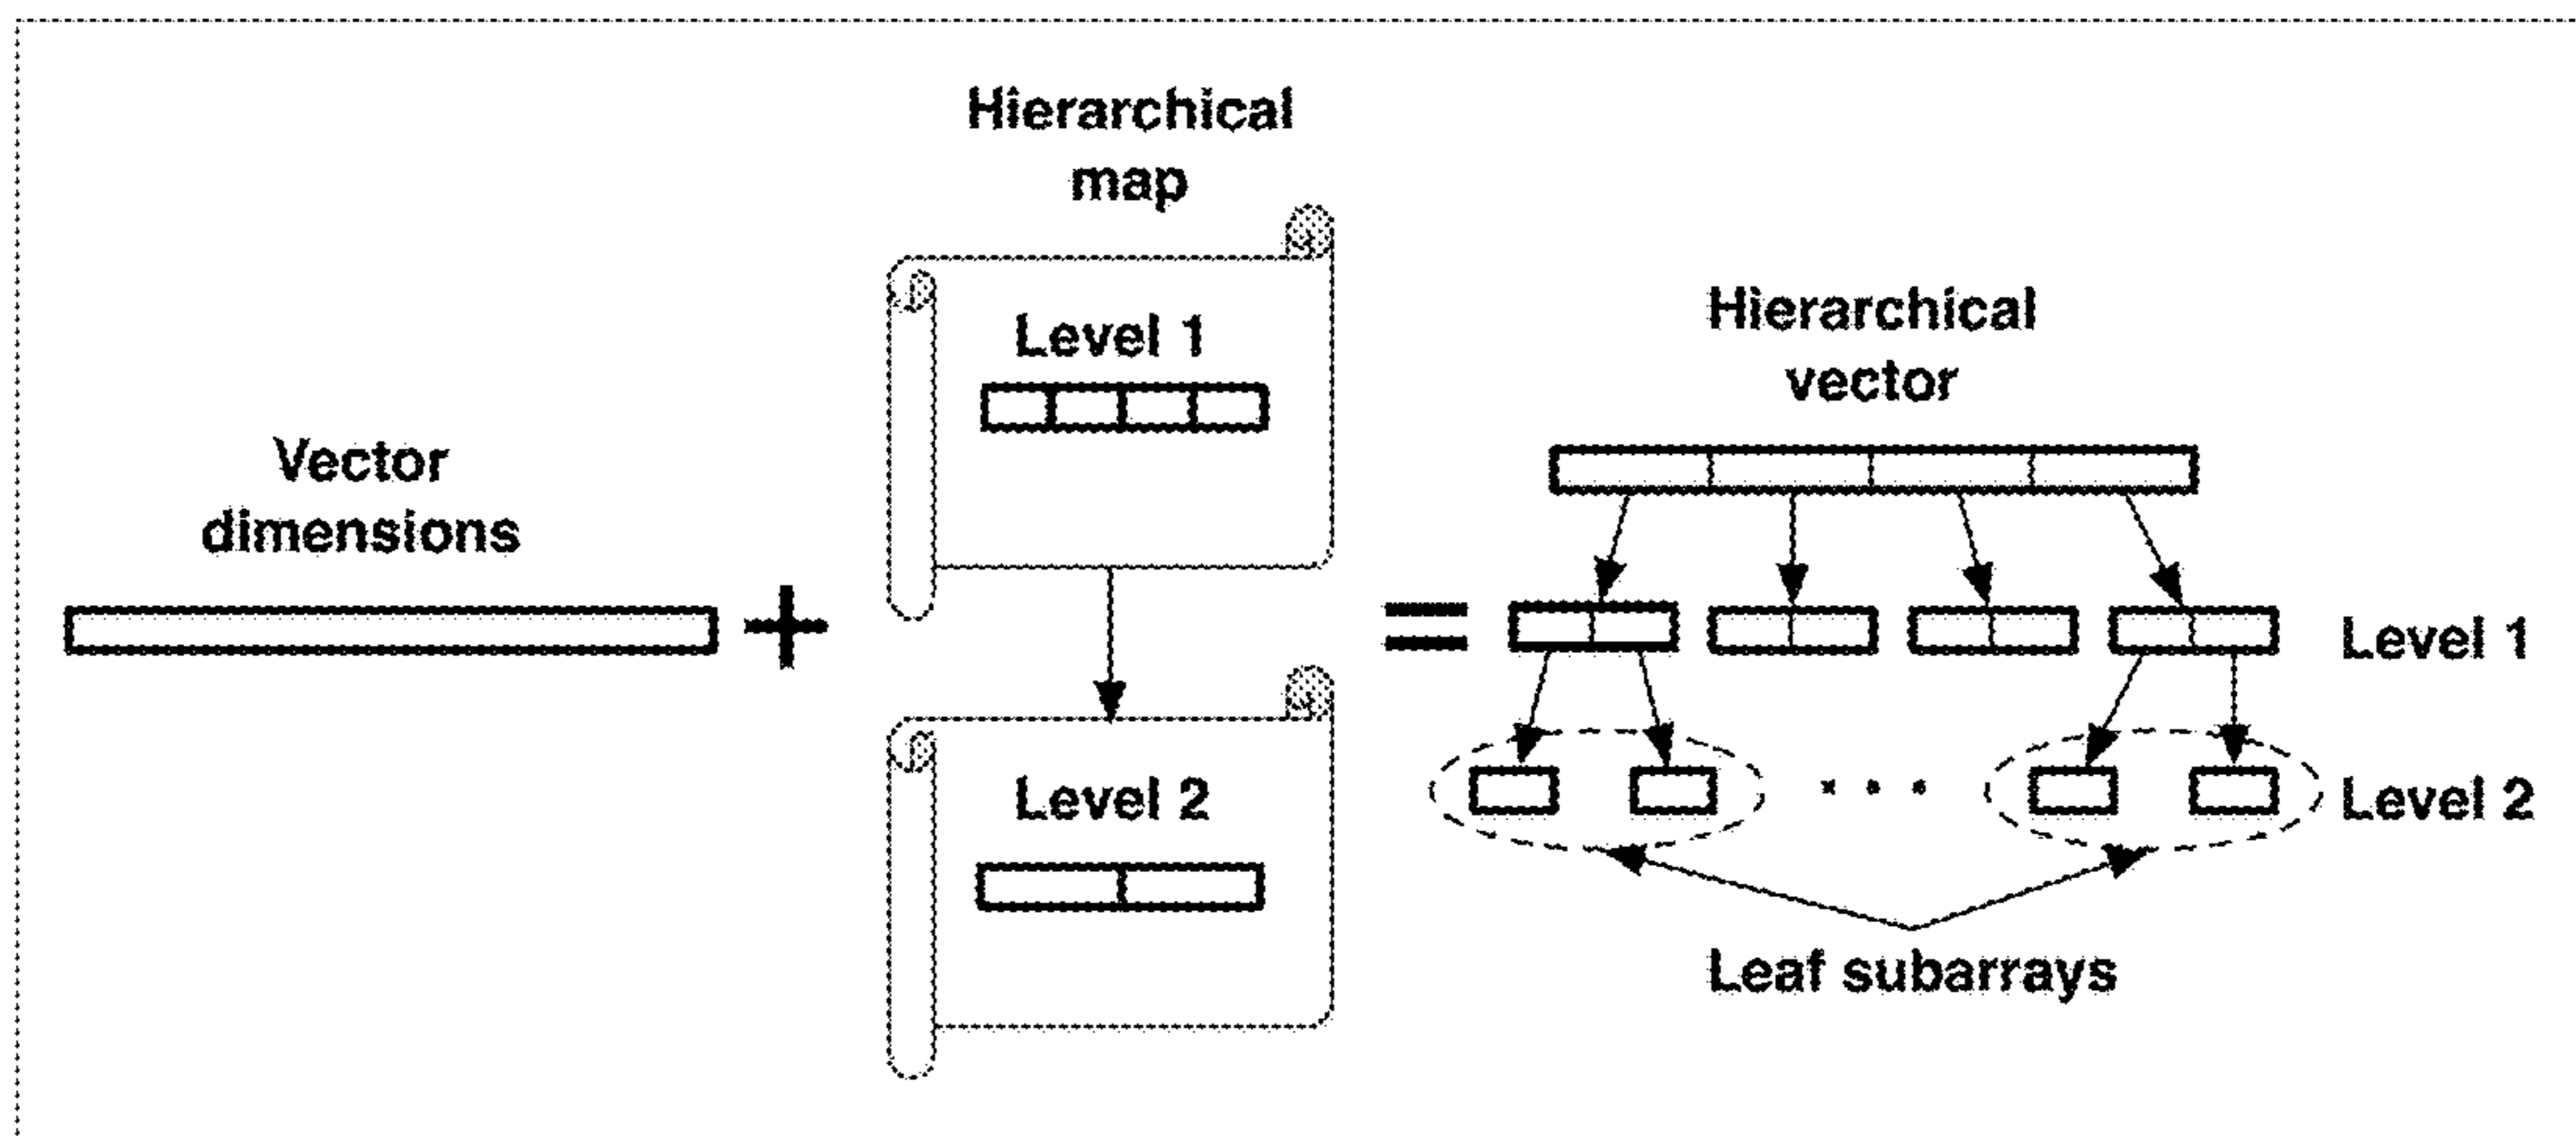 Hierarchical
map
Level 1
Vector
dimensions
+
Level 2
=
Hierarchical
vector
Level 1
. . .
Level 2
Leaf subarrays